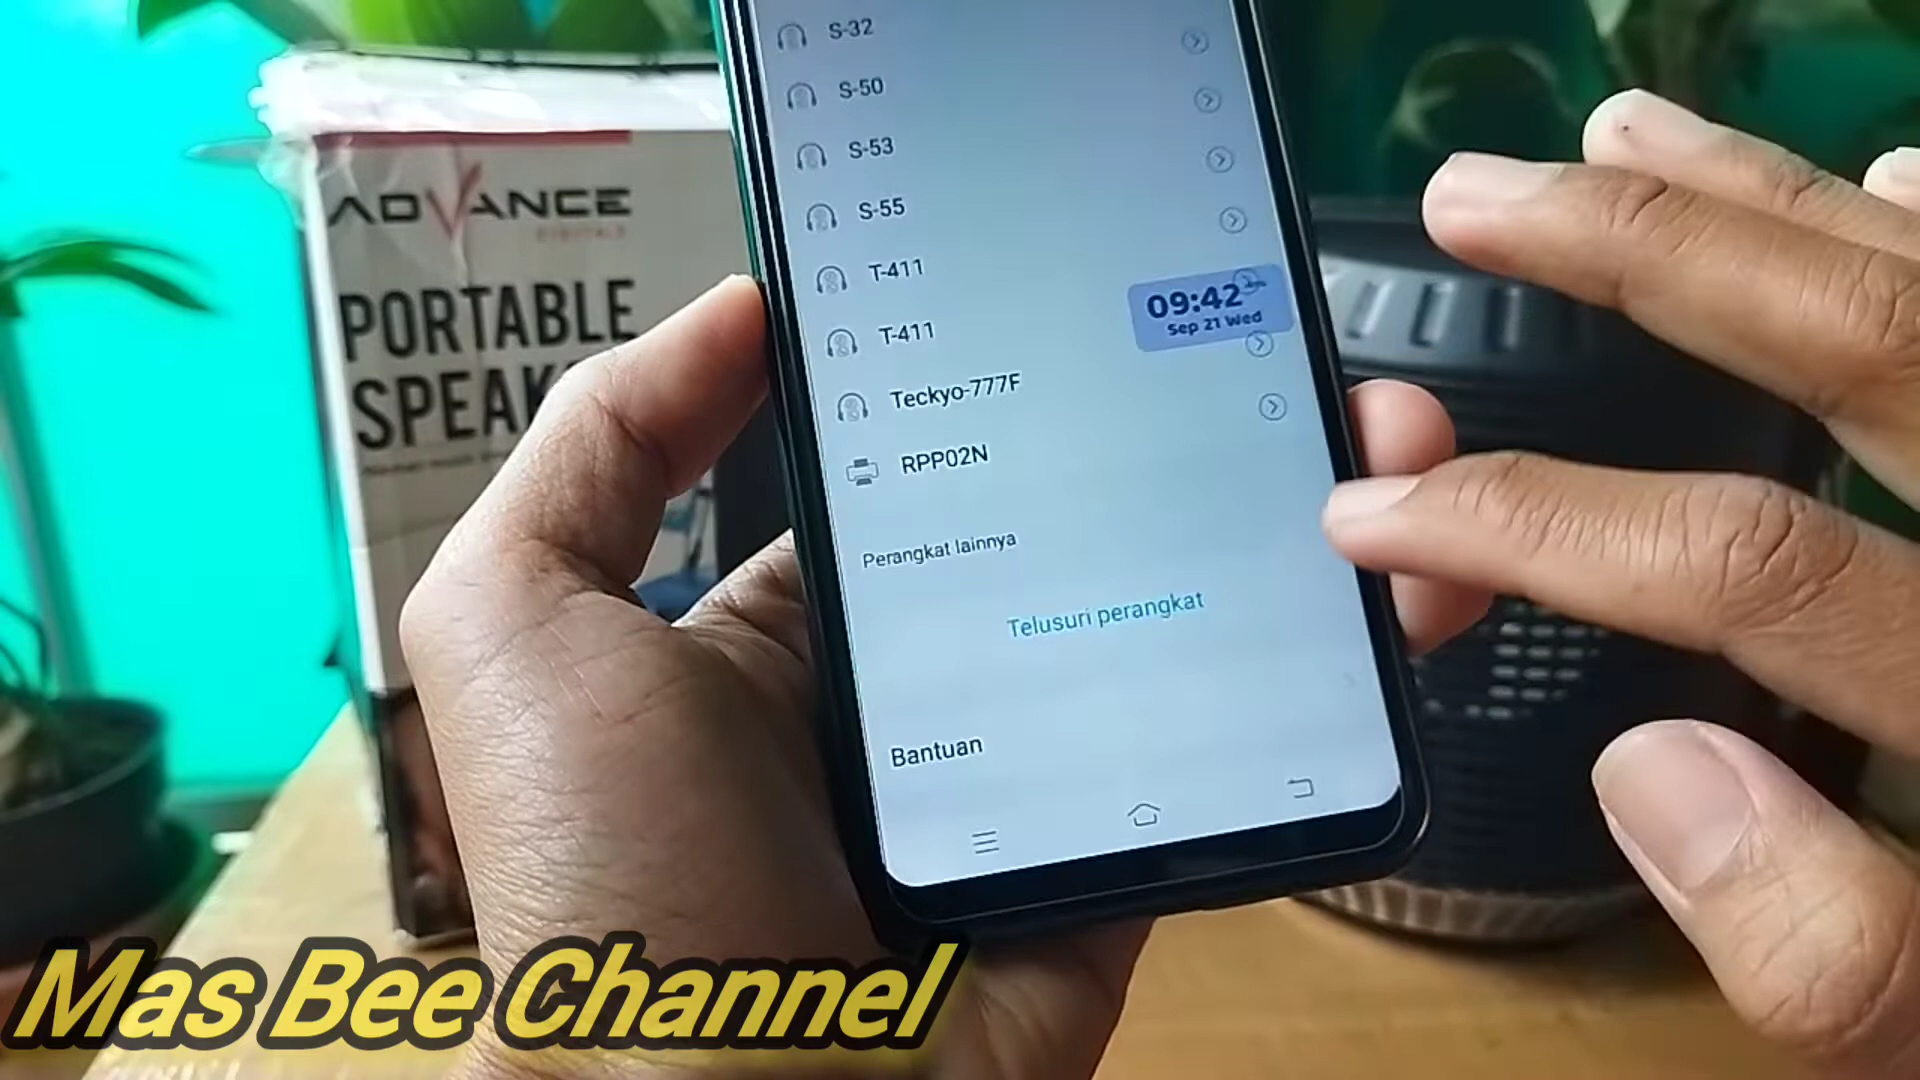 S-32
S-50
S-53
S-55
T-411
T-411
Teckyo-777F
RPP02N
09:42
Sep 21 Wed
Perangkat lainnya
Telusuri perangkat
Bantuan
ADVANCE
DIGITALS
PORTABLE
SPEAK
Mas Bee Channel